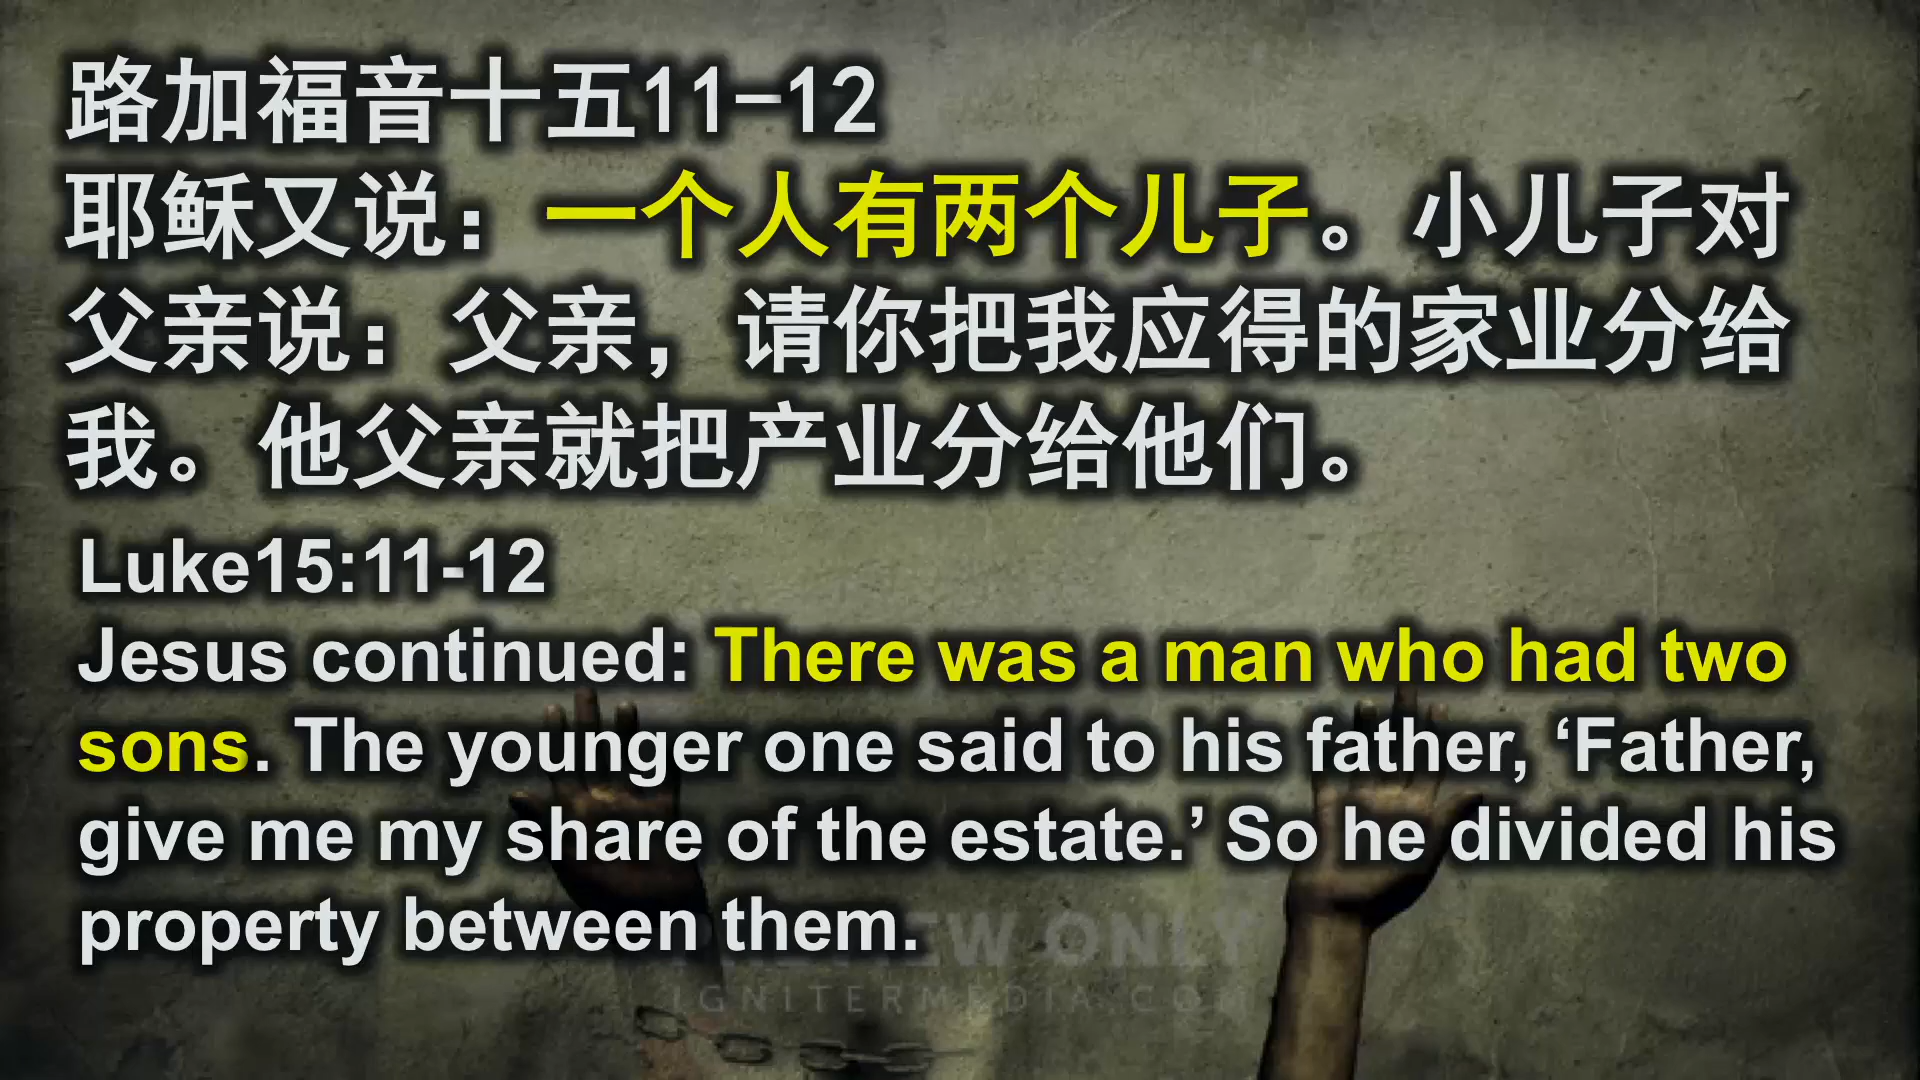 路加福音十五11-12
耶稣又说：一个人有两个儿子。小儿子对
父亲说：父亲，请你把我应得的家业分给
我。他父亲就把产业分给他们。
Luke15:11-12
Jesus continued: There was a man who had two
sons. The younger one said to his father, ‘Father,
give me my share of the estate.’ So he divided his
property between them.
ONLY
IGNITERMEDIA.COM